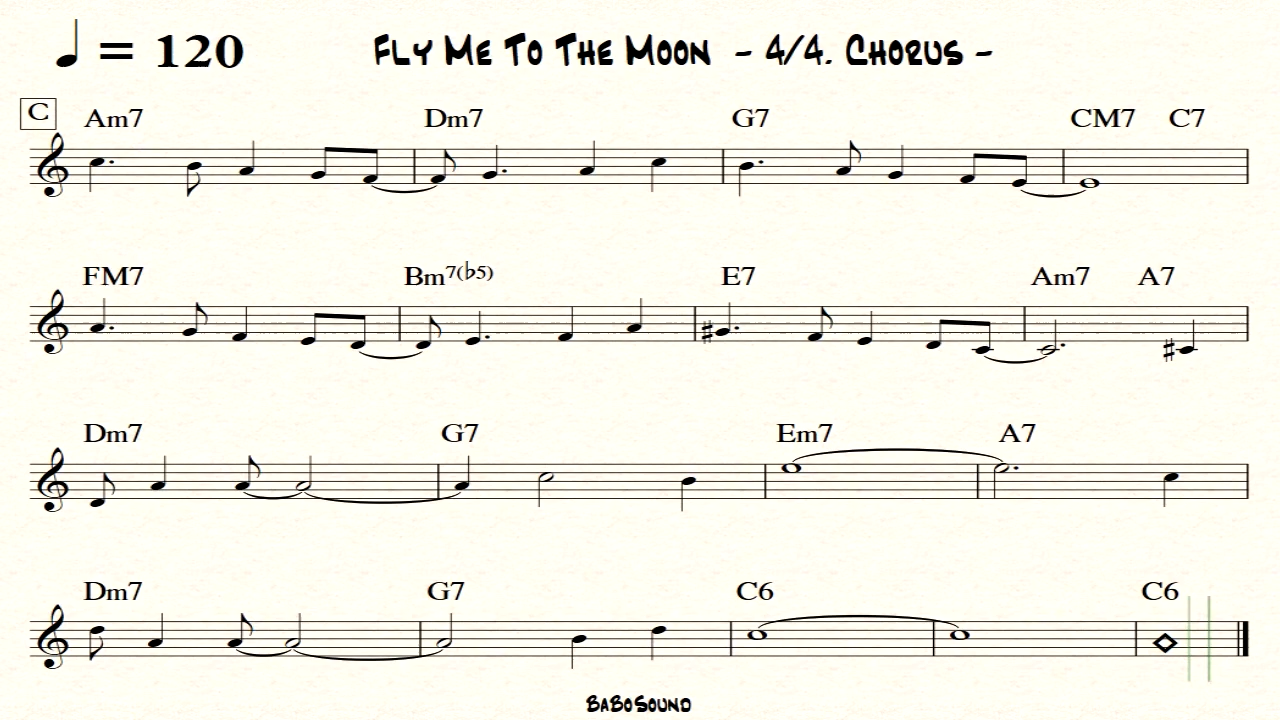 ♩ = 120 Fly Me To The Moon - 4/4. Chorus -
C Am7 Dm7 G7 CM7 C7
FM7 Bm7(♭5) E7 Am7 A7
Dm7 G7 Em7 A7
Dm7 G7 C6 C6
BaBoSound